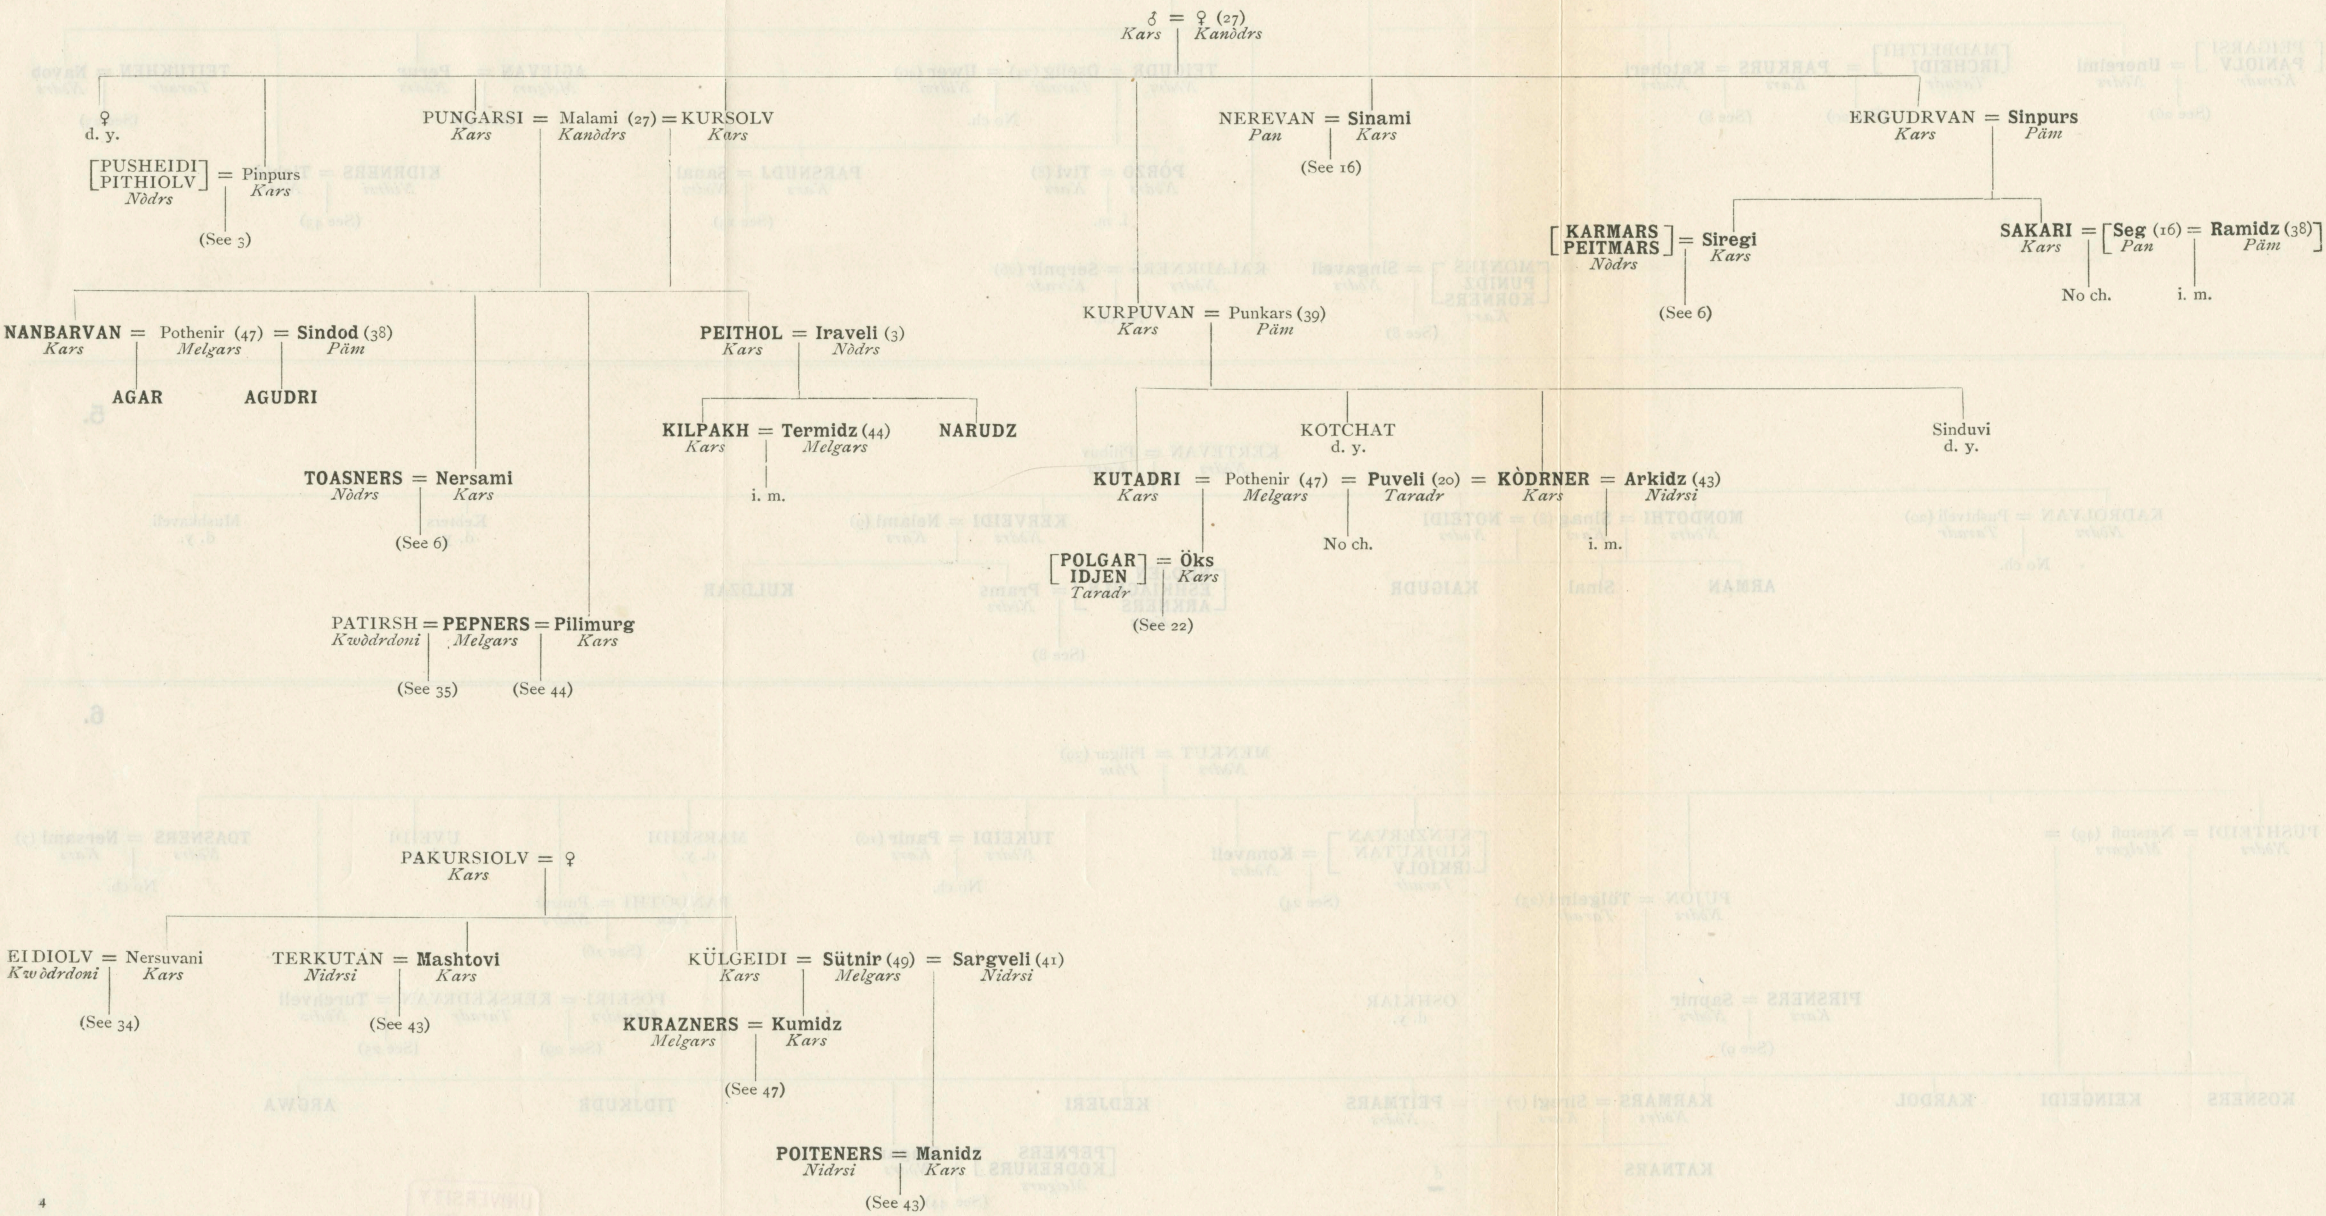 ♂ = ♀ (27)
Kars Kanòdrs
♀
d. y.
PUNGARSI = Malami (27) = KURSOLV
Kars Kanòdrs Kars
NEREVAN = Sinami
Pan Kars
(See 16)
ERGUDRVAN = Sinpurs
Kars Päm
[PUSHEIDI
PITHIOLV] = Pinpurs
Nòdrs Kars
(See 3)
[KARMARS
PEITMARS] = Siregi
Nòdrs Kars
(See 6)
SAKARI = [Seg (16) = Ramidz (38)]
Kars Pan Päm
No ch. i. m.
NANBARVAN = Pothenir (47) = Sindod (38)
Kars Melgars Päm
AGAR AGUDRI
PEITHOL = Iraveli (3)
Kars Nòdrs
KURPUVAN = Punkars (39)
Kars Päm
KILPAKH = Termidz (44) NARUDZ
Kars Melgars
i. m.
KOTCHAT
d. y.
Sinduvi
d. y.
TOASNERS = Nersami
Nòdrs Kars
(See 6)
KUTADRI = Pothenir (47) = Puveli (20) = KÒDRNER = Arkidz (43)
Kars Melgars Taradr Kars Nidrsi
No ch. i. m.
[POLGAR
IDJEN] = Öks
Taradr Kars
(See 22)
PATIRSH = PEPNERS = Pilimurg
Kwòdrdoni Melgars Kars
(See 35) (See 44)
PAKURSIOLV = ♀
Kars
EIDIOLV = Nersuvani
Kwòdrdoni Kars
(See 34)
TERKUTAN = Mashtovi
Nidrsi Kars
(See 43)
KÜLGEIDI = Sütnir (49) = Sargveli (41)
Kars Melgars Nidrsi
KURAZNERS = Kumidz
Melgars Kars
(See 47)
POITENERS = Manidz
Nidrsi Kars
(See 43)
4